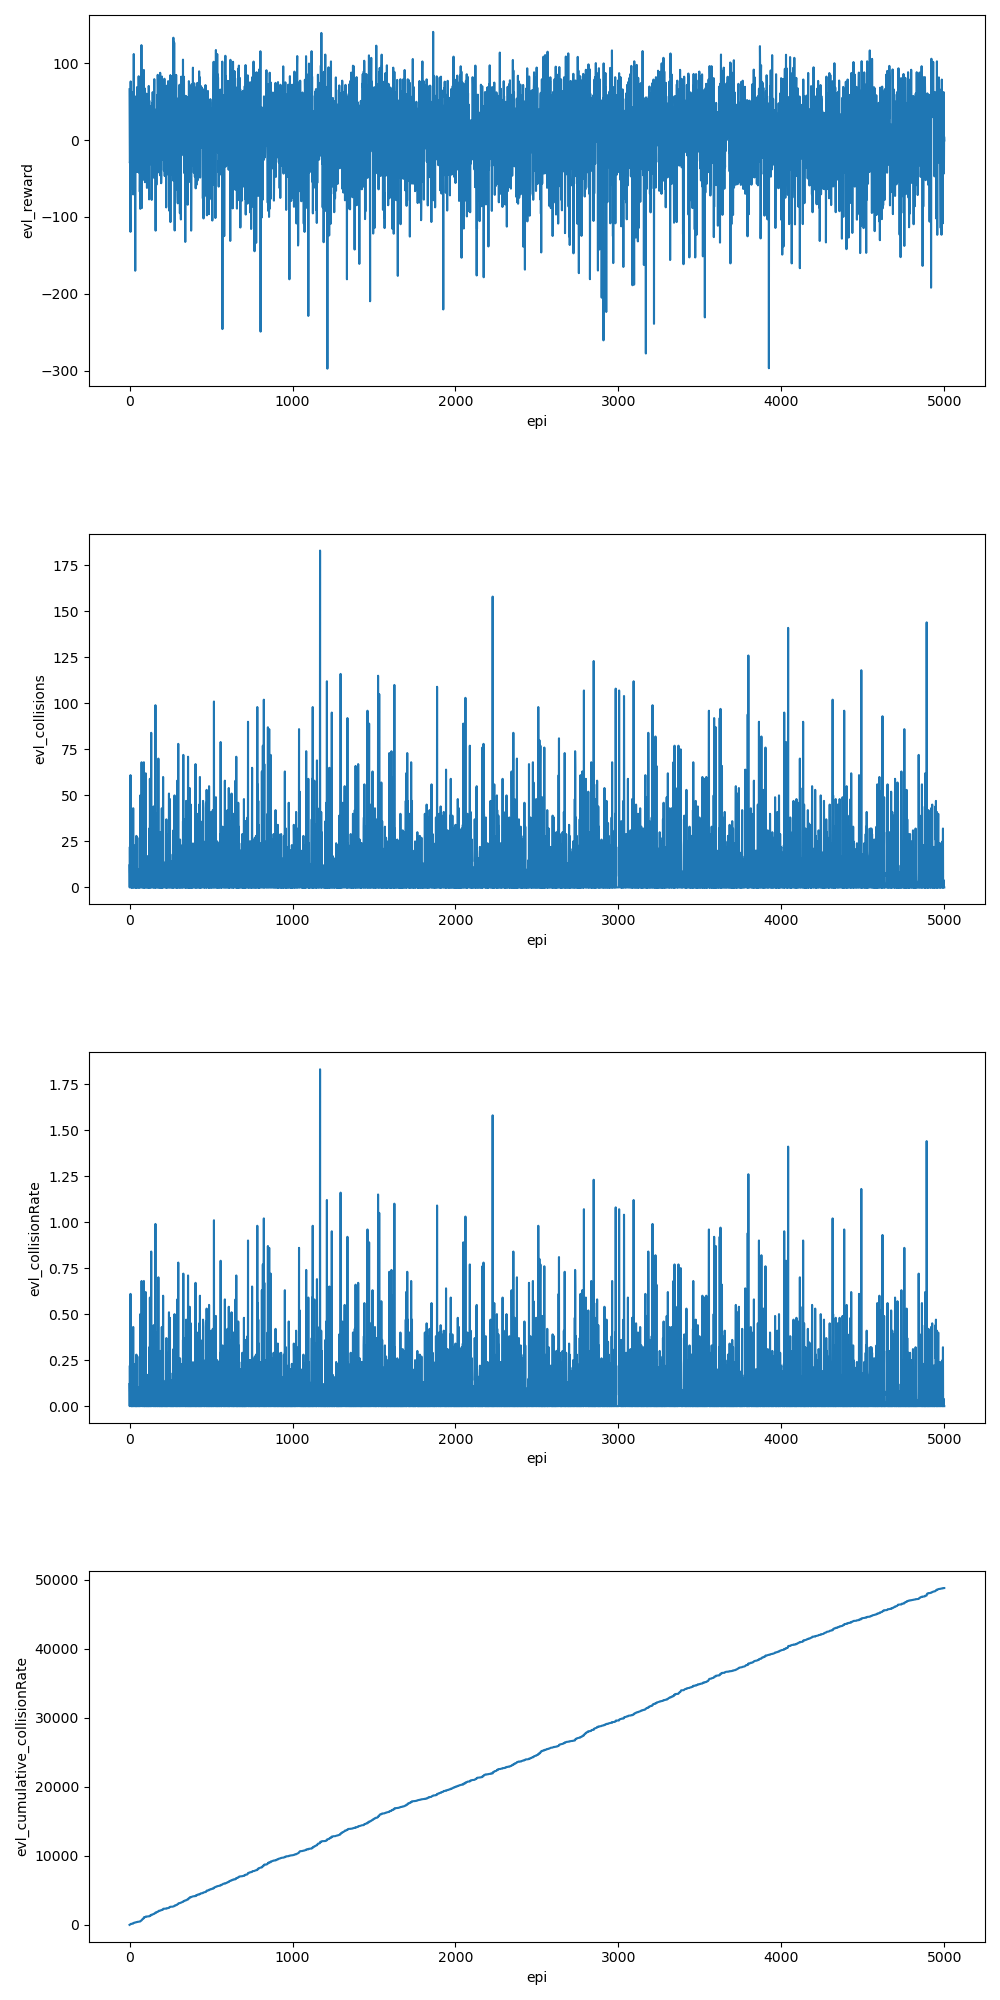 100
0
−100
−200
−300
evl_reward
0 1000 2000 3000 4000 5000
epi
175
150
125
100
75
50
25
0
evl_collisions
0 1000 2000 3000 4000 5000
epi
1.75
1.50
1.25
1.00
0.75
0.50
0.25
0.00
evl_collisionRate
0 1000 2000 3000 4000 5000
epi
50000
40000
30000
20000
10000
0
evl_cumulative_collisionRate
0 1000 2000 3000 4000 5000
epi